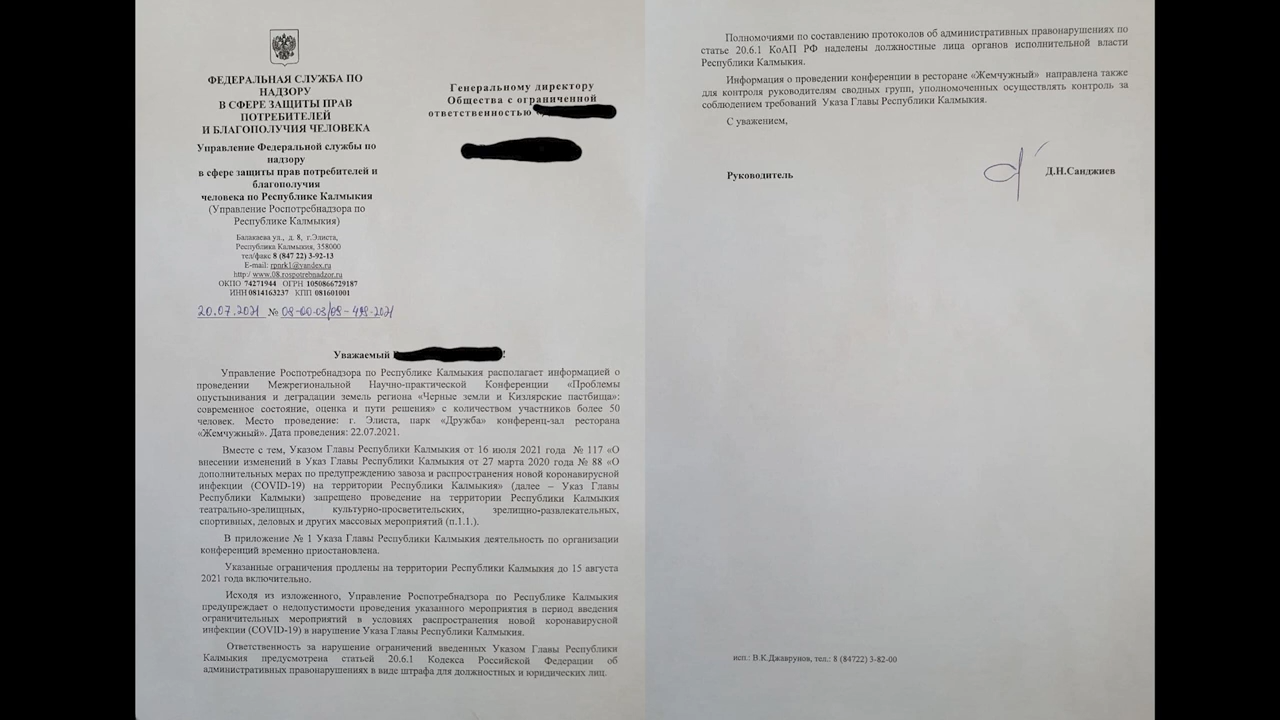 ФЕДЕРАЛЬНАЯ СЛУЖБА ПО
НАДЗОРУ
В СФЕРЕ ЗАЩИТЫ ПРАВ
ПОТРЕБИТЕЛЕЙ
И БЛАГОПОЛУЧИЯ ЧЕЛОВЕКА
Управление Федеральной службы по
надзору
в сфере защиты прав потребителей и
благополучия
человека по Республике Калмыкия
(Управление Роспотребнадзора по
Республике Калмыкия)
Балакаева ул., д. 8, г.Элиста,
Республика Калмыкия, 358000
тел/факс 8 (847 22) 3-92-13
E-mail: rpnrk1@yandex.ru
http:/ www.08.rospotrebnadzor.ru
ОКПО 74271944 ОГРН 1050866729187
ИНН 0814163237 КПП 081601001
20.07.2021 № 08-00-03/09-498-2021
Генеральному директору
Общества с ограниченной
ответственностью «
Уважаемый !
Управление Роспотребнадзора по Республике Калмыкия располагает информацией о
проведении Межрегиональной Научно-практической Конференции «Проблемы
опустынивания и деградации земель региона «Черные земли и Кизлярские пастбища»:
современное состояние, оценка и пути решения» с количеством участников более 50
человек. Место проведение: г. Элиста, парк «Дружба» конференц-зал ресторана
«Жемчужный». Дата проведения: 22.07.2021.
Вместе с тем, Указом Главы Республики Калмыкия от 16 июля 2021 года № 117 «О
внесении изменений в Указ Главы Республики Калмыкия от 27 марта 2020 года № 88 «О
дополнительных мерах по предупреждению завоза и распространения новой коронавирусной
инфекции (COVID-19) на территории Республики Калмыкия» (далее – Указ Главы
Республики Калмыки) запрещено проведение на территории Республики Калмыкия
театрально-зрелищных, культурно-просветительских, зрелищно-развлекательных,
спортивных, деловых и других массовых мероприятий (п.1.1.).
В приложение № 1 Указа Главы Республики Калмыкия деятельность по организации
конференций временно приостановлена.
Указанные ограничения продлены на территории Республики Калмыкия до 15 августа
2021 года включительно.
Исходя из изложенного, Управление Роспотребнадзора по Республике Калмыкия
предупреждает о недопустимости проведения указанного мероприятия в период введения
ограничительных мероприятий в условиях распространения новой коронавирусной
инфекции (COVID-19) в нарушение Указа Главы Республики Калмыкия.
Ответственность за нарушение ограничений введенных Указом Главы Республики
Калмыкия предусмотрена статьей 20.6.1 Кодекса Российской Федерации об
административных правонарушениях в виде штрафа для должностных и юридических лиц.
Полномочиями по составлению протоколов об административных правонарушениях по
статье 20.6.1 КоАП РФ наделены должностные лица органов исполнительной власти
Республики Калмыкия.
Информация о проведении конференции в ресторане «Жемчужный» направлена также
для контроля руководителям сводных групп, уполномоченных осуществлять контроль за
соблюдением требований Указа Главы Республики Калмыкия.
С уважением,
Руководитель Д.Н.Санджиев
исп.: В.К.Джаврунов, тел.: 8 (84722) 3-82-00